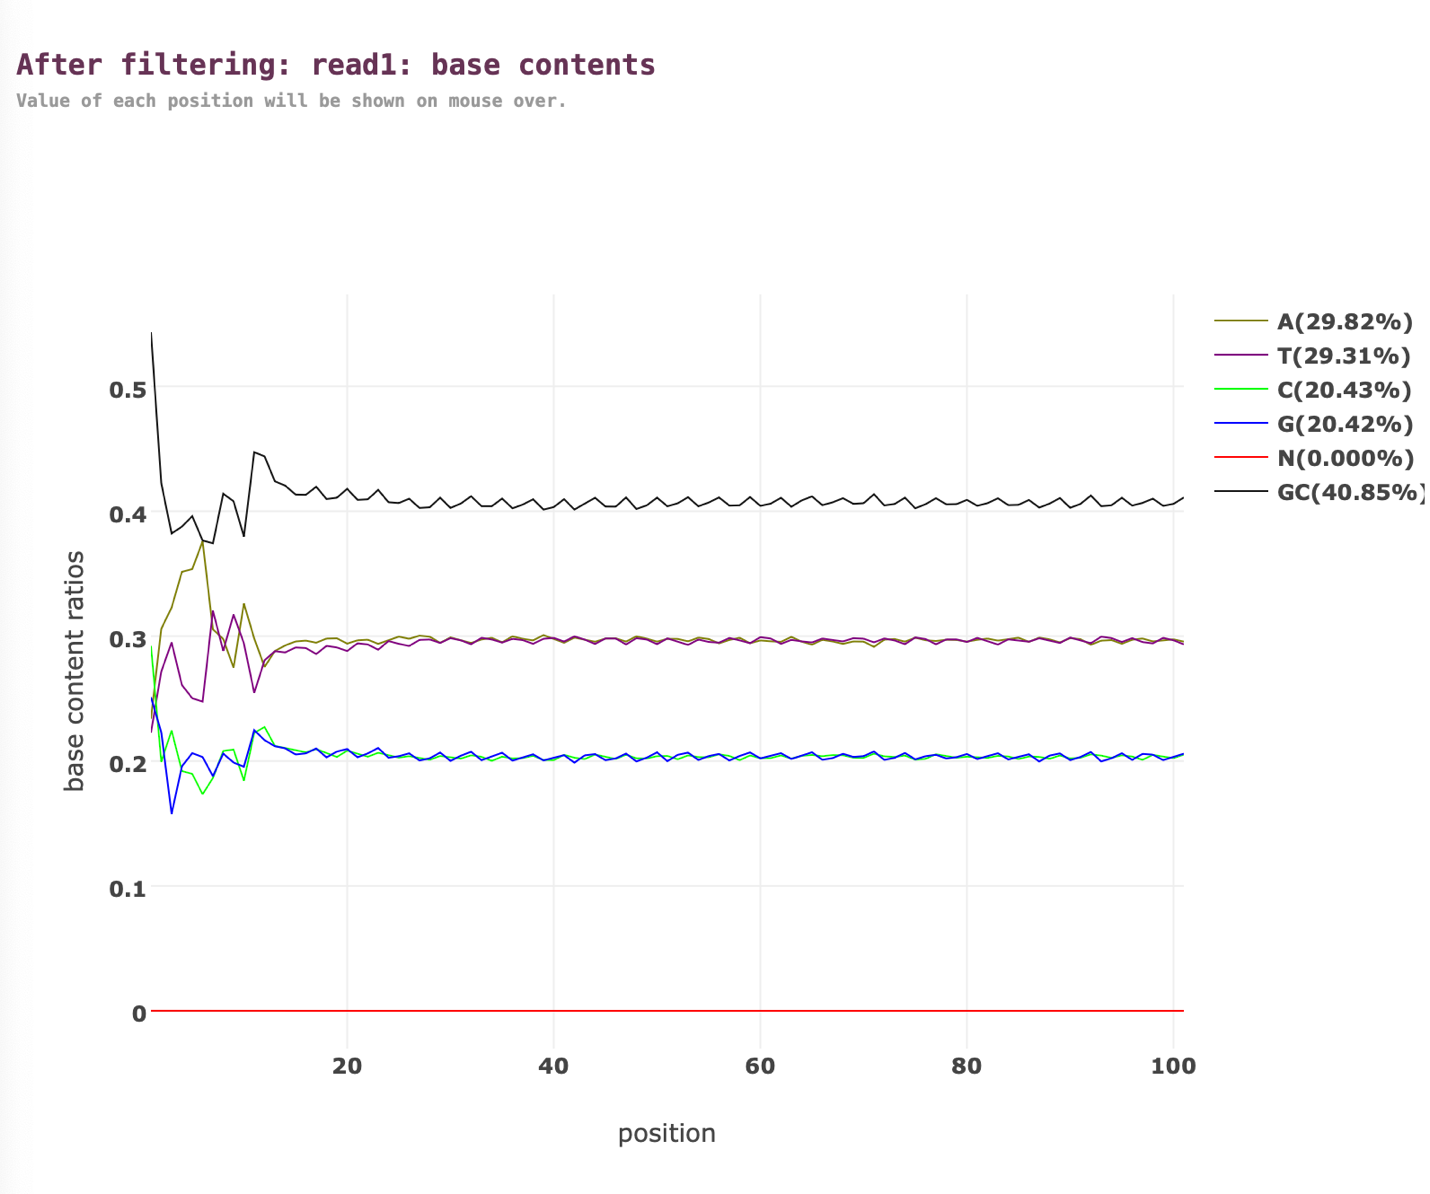 After filtering: read1: base contents
Value of each position will be shown on mouse over.
A(29.82%)
T(29.31%)
C(20.43%)
G(20.42%)
N(0.000%)
GC(40.85%)
0.5
0.4
0.3
0.2
0.1
0
base content ratios
20 40 60 80 100
position